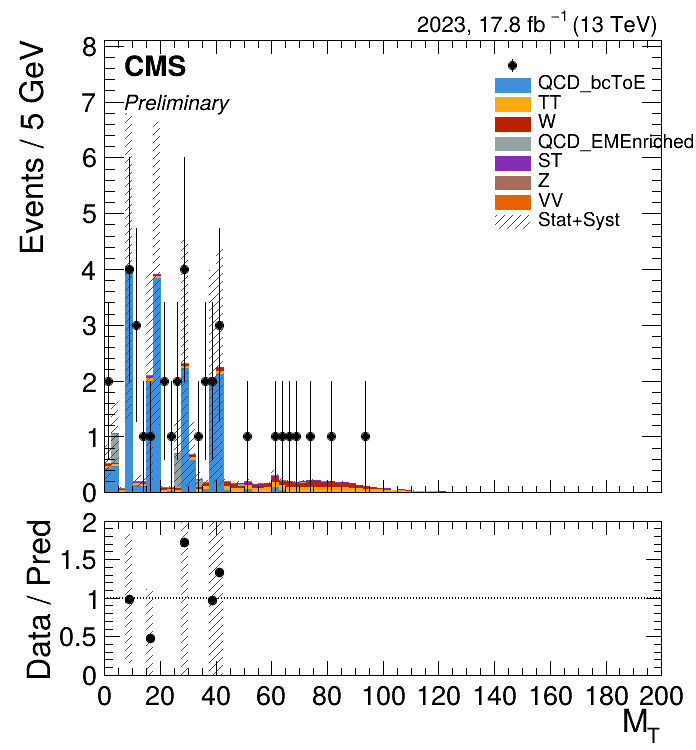 2023, 17.8 fb⁻¹ (13 TeV)
CMS
Preliminary
Events / 5 GeV
8
7
6
5
4
3
2
1
0
QCD_bcToE
TT
W
QCD_EMEnriched
ST
Z
VV
Stat+Syst
Data / Pred
2
1.5
1
0.5
0
0 20 40 60 80 100 120 140 160 180 200
M_T